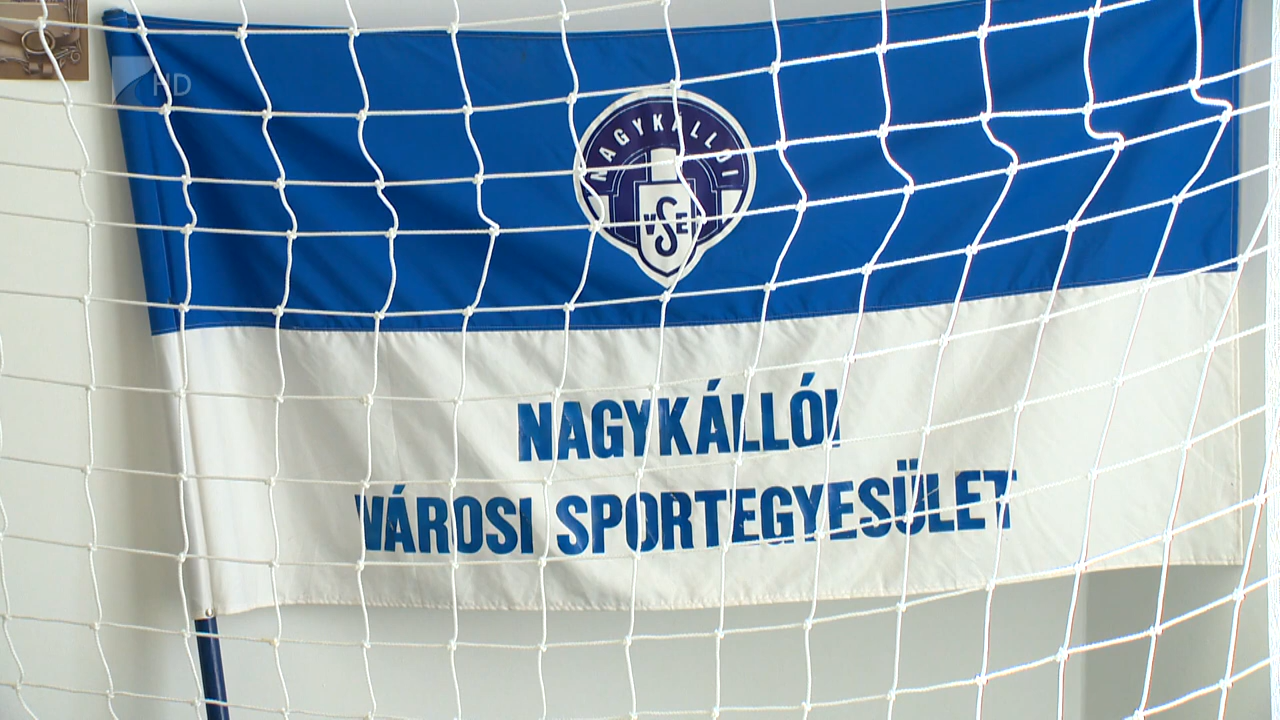 HD
NAGYKÁLLÓI
VSE
NAGYKÁLLÓI
VÁROSI SPORTEGYESÜLET